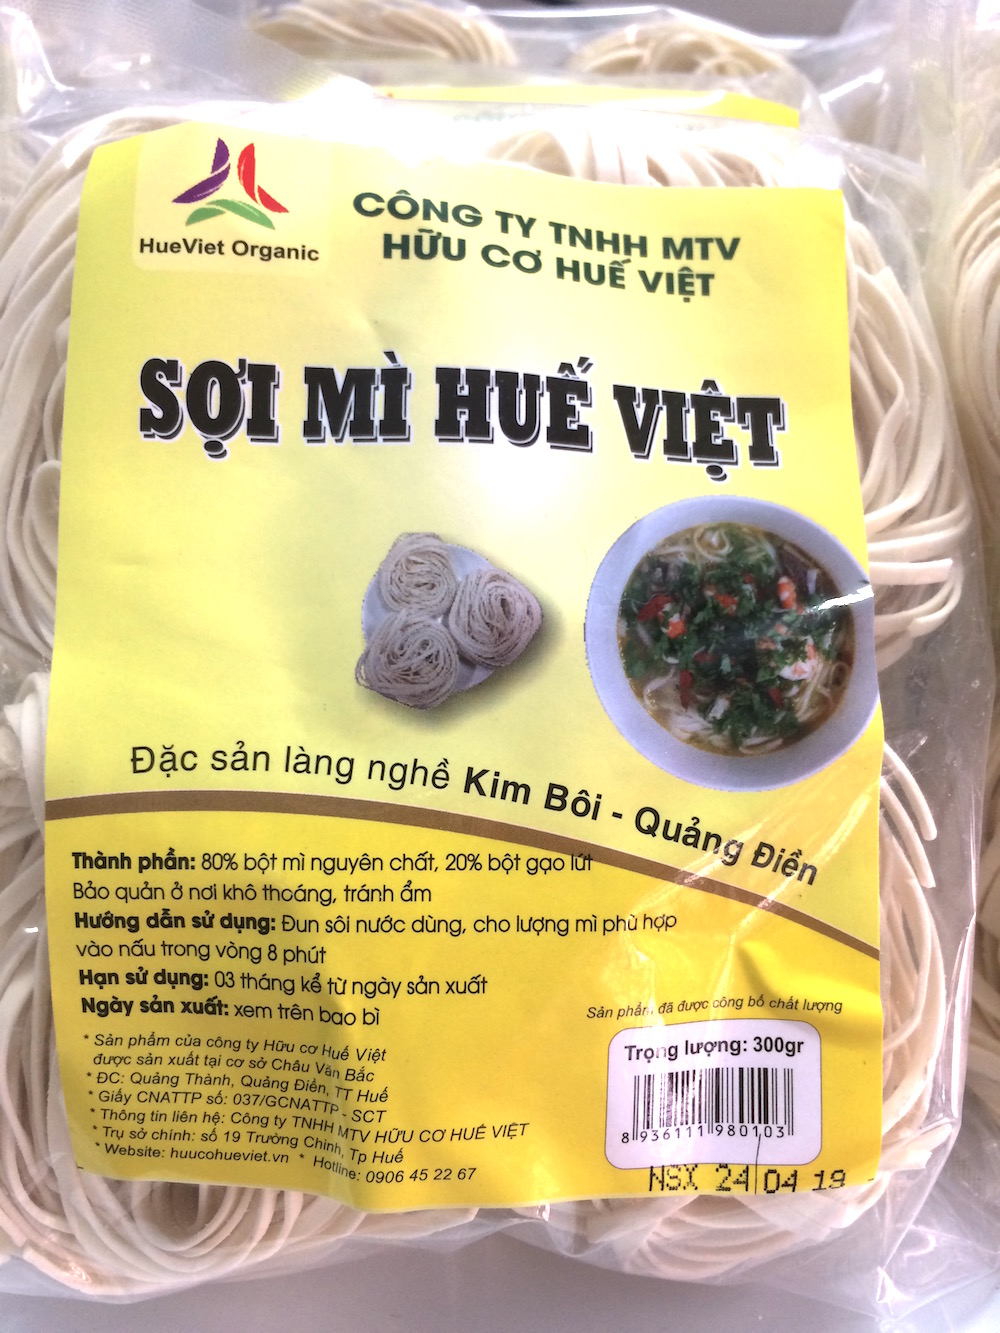 HueViet Organic
CÔNG TY TNHH MTV
HỮU CƠ HUẾ VIỆT
SỢI MÌ HUẾ VIỆT
Đặc sản làng nghề Kim Bôi - Quảng Điền
Thành phần: 80% bột mì nguyên chất, 20% bột gạo lứt
Bảo quản ở nơi khô thoáng, tránh ẩm
Hướng dẫn sử dụng: Đun sôi nước dùng, cho lượng mì phù hợp
vào nấu trong vòng 8 phút
Hạn sử dụng: 03 tháng kể từ ngày sản xuất
Ngày sản xuất: xem trên bao bì
* Sản phẩm của công ty Hữu cơ Huế Việt
được sản xuất tại cơ sở Châu Văn Bắc
* ĐC: Quảng Thành, Quảng Điền, TT Huế
* Giấy CNATTP số: 037/GCNATTP - SCT
* Thông tin liên hệ: Công ty TNHH MTV HỮU CƠ HUẾ VIỆT
* Trụ sở chính: số 19 Trường Chinh, Tp Huế
* Website: huucohueviet.vn * Hotline: 0906 45 22 67
Sản phẩm đã được công bố chất lượng
Trọng lượng: 300gr
8 936111 980103
NSX 24 04 19